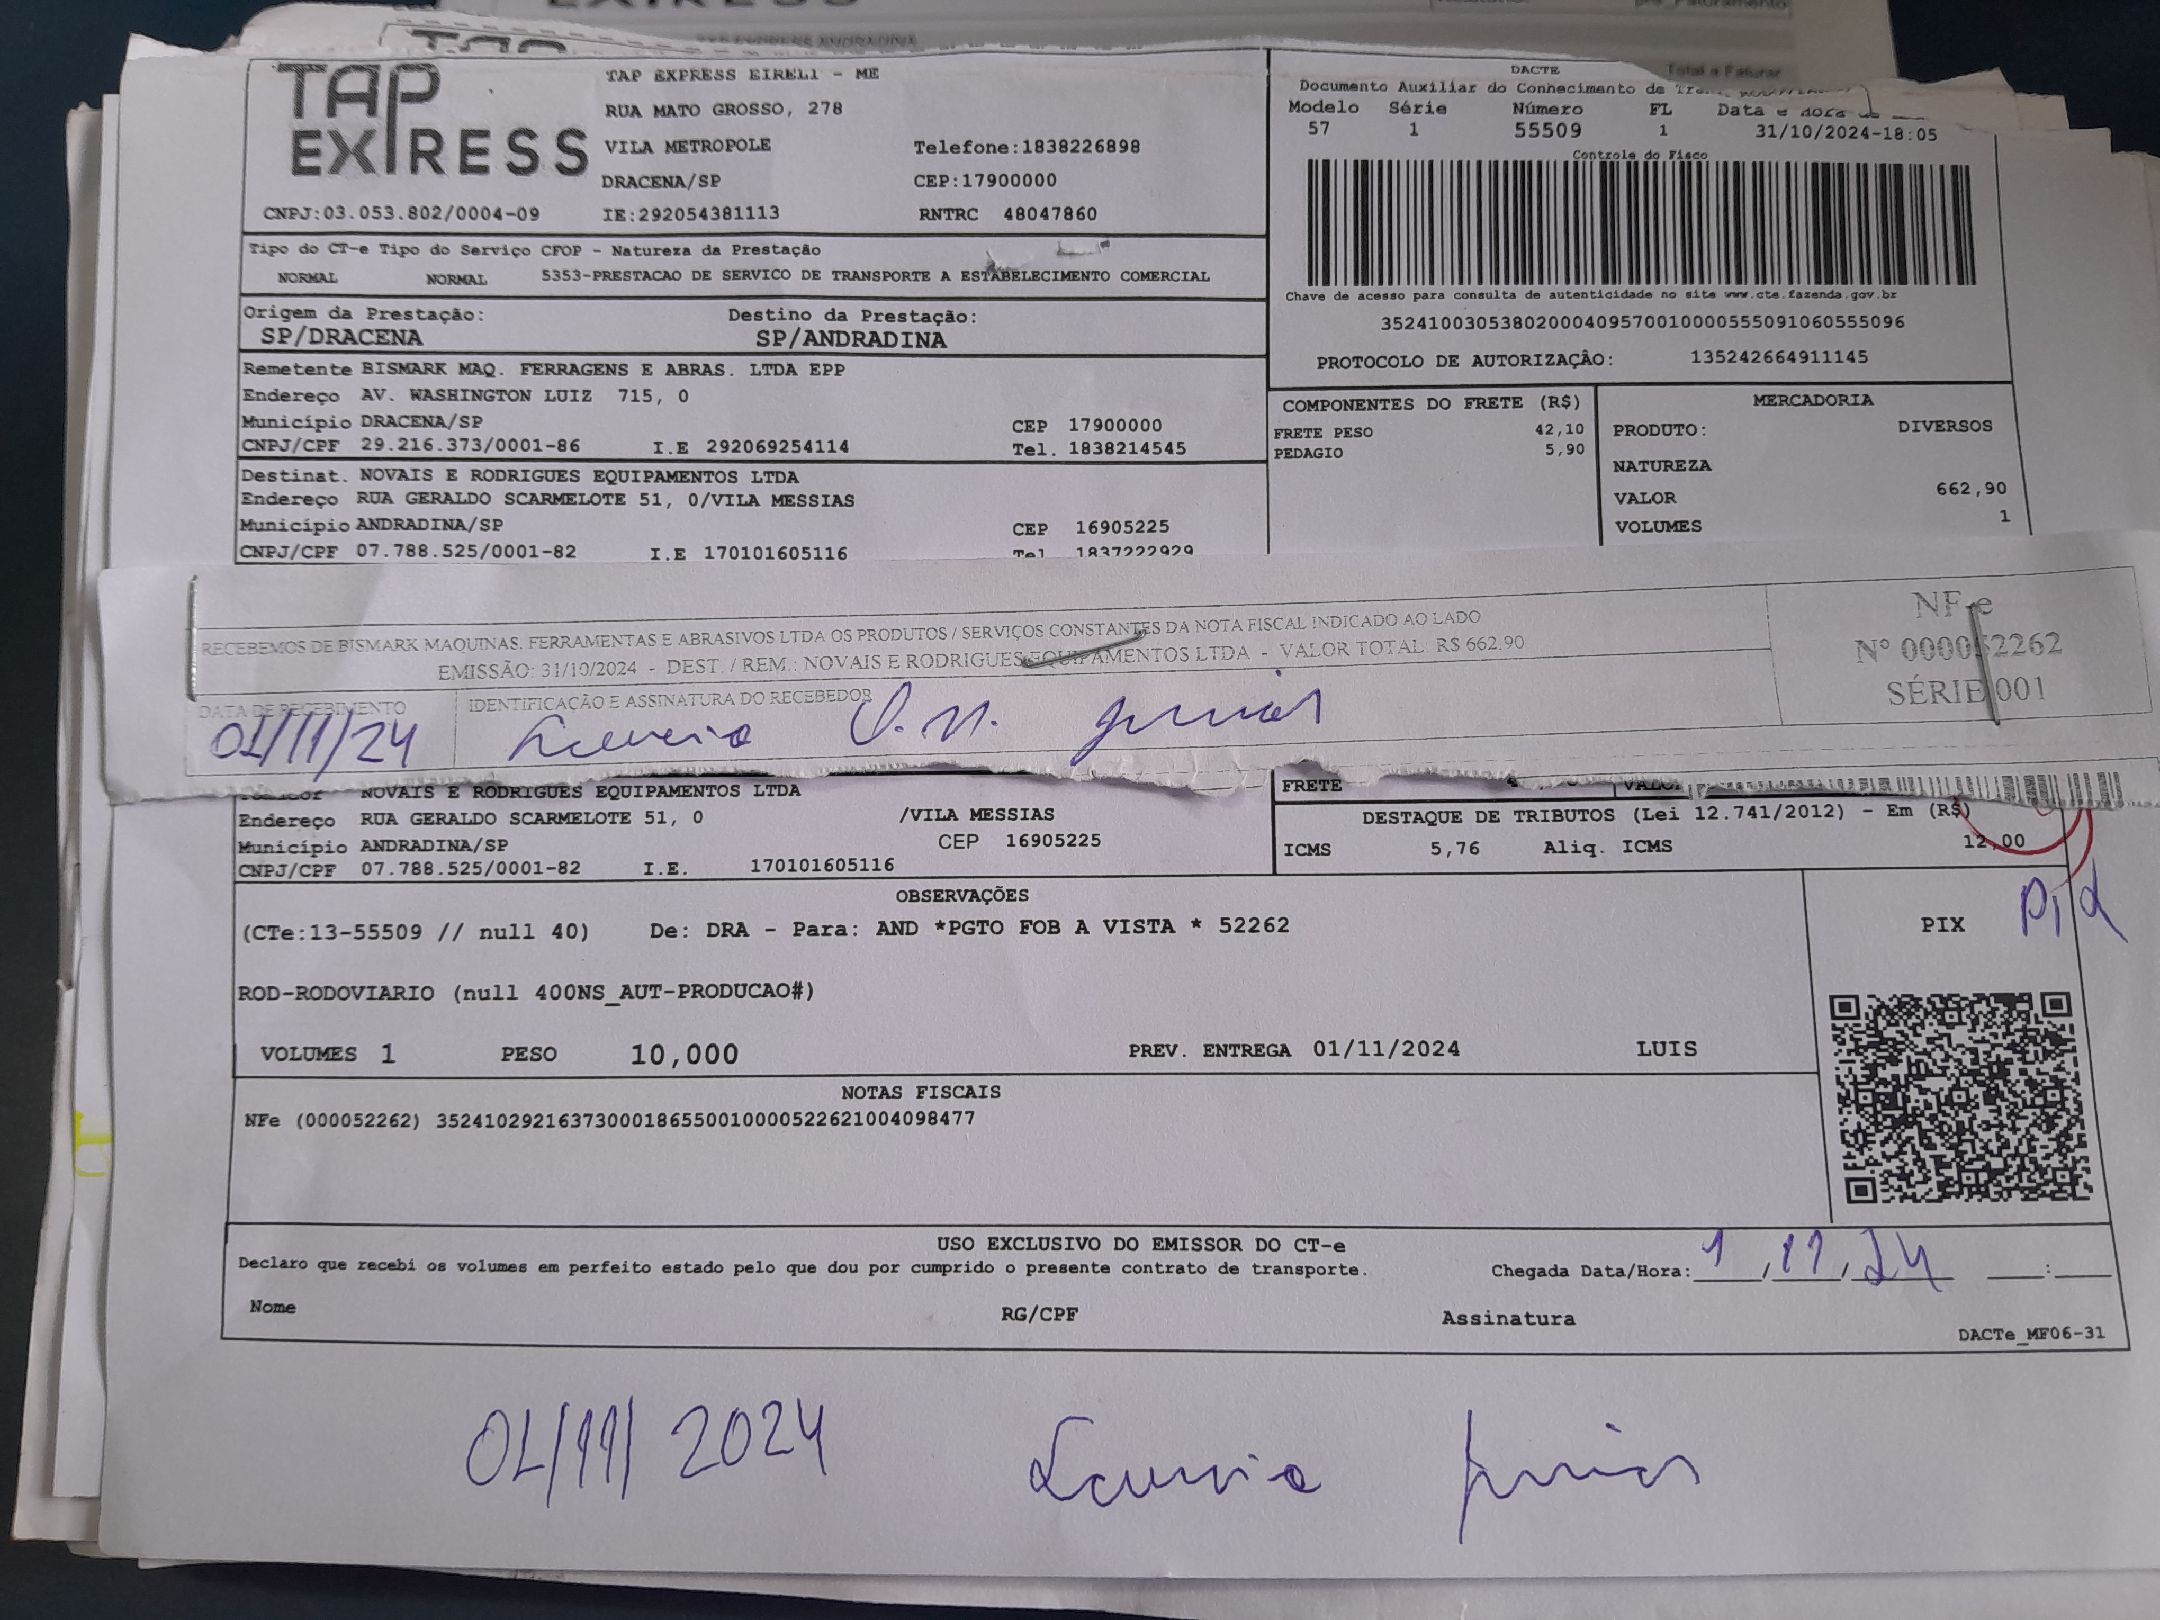 TAP EXPRESS
TAP EXPRESS EIRELI - ME
RUA MATO GROSSO, 278
VILA METROPOLE Telefone:1838226898
DRACENA/SP CEP:17900000
CNPJ:03.053.802/0004-09 IE:292054381113 RNTRC 48047860
DACTE
Documento Auxiliar do Conhecimento de
Modelo Série Número FL Data e hora
57 1 55509 1 31/10/2024-18:05
Controle do Fisco
Chave de acesso para consulta de autenticidade no site www.cte.fazenda.gov.br
35241003053802000409570010000555091060555096
PROTOCOLO DE AUTORIZAÇÃO: 135242664911145
Tipo do CT-e Tipo do Serviço CFOP - Natureza da Prestação
NORMAL NORMAL 5353-PRESTACAO DE SERVICO DE TRANSPORTE A ESTABELECIMENTO COMERCIAL
Origem da Prestação: Destino da Prestação:
SP/DRACENA SP/ANDRADINA
Remetente BISMARK MAQ. FERRAGENS E ABRAS. LTDA EPP
Endereço AV. WASHINGTON LUIZ 715, 0
Município DRACENA/SP CEP 17900000
CNPJ/CPF 29.216.373/0001-86 I.E 292069254114 Tel. 1838214545
Destinat. NOVAIS E RODRIGUES EQUIPAMENTOS LTDA
Endereço RUA GERALDO SCARMELOTE 51, 0/VILA MESSIAS
Município ANDRADINA/SP CEP 16905225
CNPJ/CPF 07.788.525/0001-82 I.E 170101605116 Tel 1837222929
COMPONENTES DO FRETE (R$)
FRETE PESO 42,10
PEDAGIO 5,90
MERCADORIA
PRODUTO: DIVERSOS
NATUREZA
VALOR 662,90
VOLUMES 1
RECEBEMOS DE BISMARK MAQUINAS, FERRAMENTAS E ABRASIVOS LTDA OS PRODUTOS / SERVIÇOS CONSTANTES DA NOTA FISCAL INDICADO AO LADO
EMISSÃO: 31/10/2024 - DEST. / REM.: NOVAIS E RODRIGUES EQUIPAMENTOS LTDA - VALOR TOTAL: R$ 662,90
NF-e
Nº 000052262
SÉRIE 001
DATA DE RECEBIMENTO IDENTIFICAÇÃO E ASSINATURA DO RECEBEDOR
01/11/24
NOVAIS E RODRIGUES EQUIPAMENTOS LTDA
Endereço RUA GERALDO SCARMELOTE 51, 0 /VILA MESSIAS
Município ANDRADINA/SP CEP 16905225
CNPJ/CPF 07.788.525/0001-82 I.E. 170101605116
FRETE VALOR
DESTAQUE DE TRIBUTOS (Lei 12.741/2012) - Em (R$)
ICMS 5,76 Aliq. ICMS 12,00
OBSERVAÇÕES
(CTe:13-55509 // null 40) De: DRA - Para: AND *PGTO FOB A VISTA * 52262
ROD-RODOVIARIO (null 400NS_AUT-PRODUCAO#)
VOLUMES 1 PESO 10,000 PREV. ENTREGA 01/11/2024 LUIS
PIX
Pix
NOTAS FISCAIS
NFe (000052262) 35241029216373000186550010000522621004098477
USO EXCLUSIVO DO EMISSOR DO CT-e
Declaro que recebi os volumes em perfeito estado pelo que dou por cumprido o presente contrato de transporte.
Chegada Data/Hora: 1, 11, 24 :
Nome RG/CPF Assinatura
DACTe_MF06-31
01/11/2024